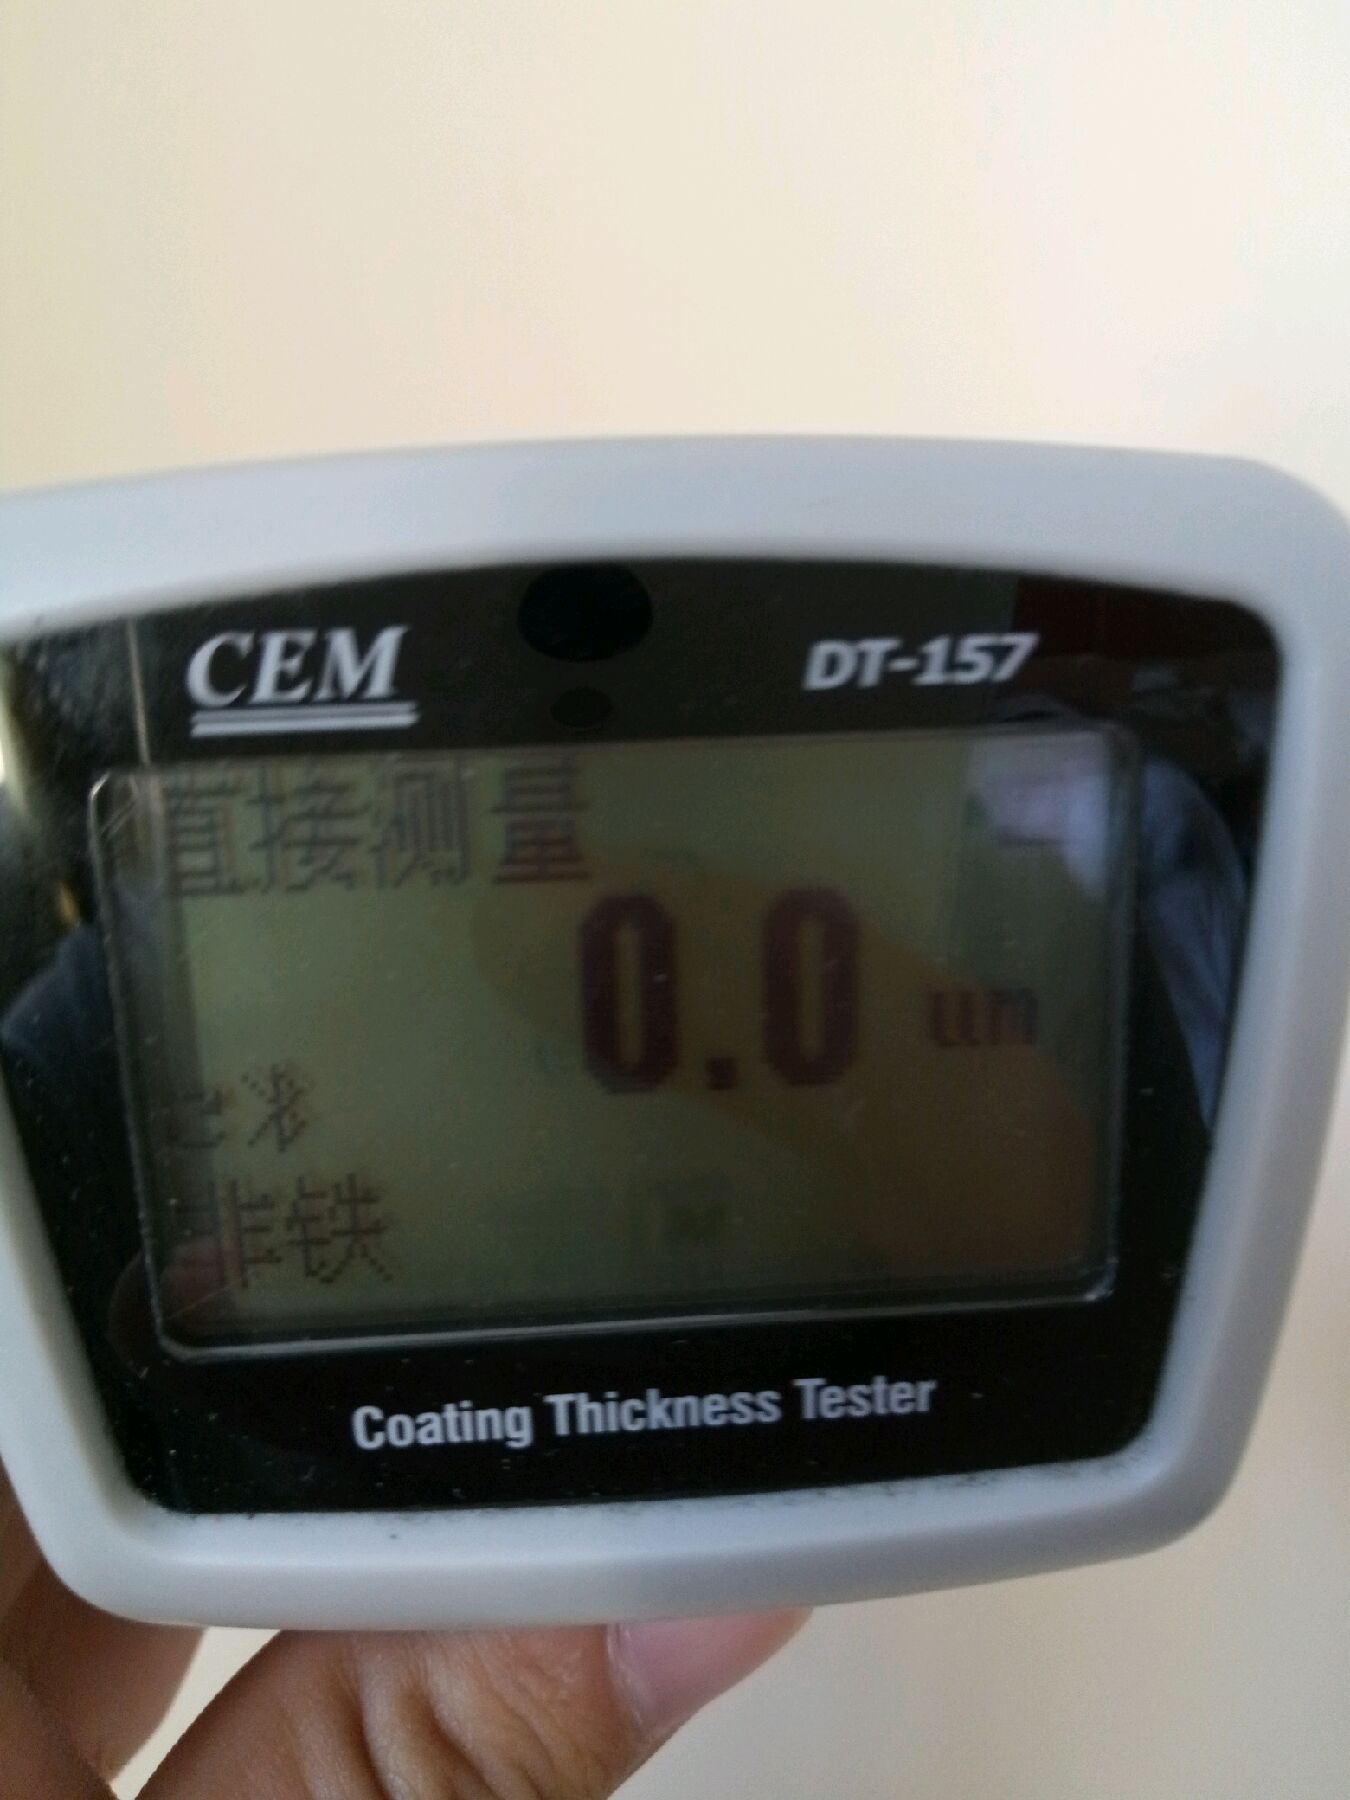 CEM
DT-157
直接测量
0.0 um
非铁
Coating Thickness Tester